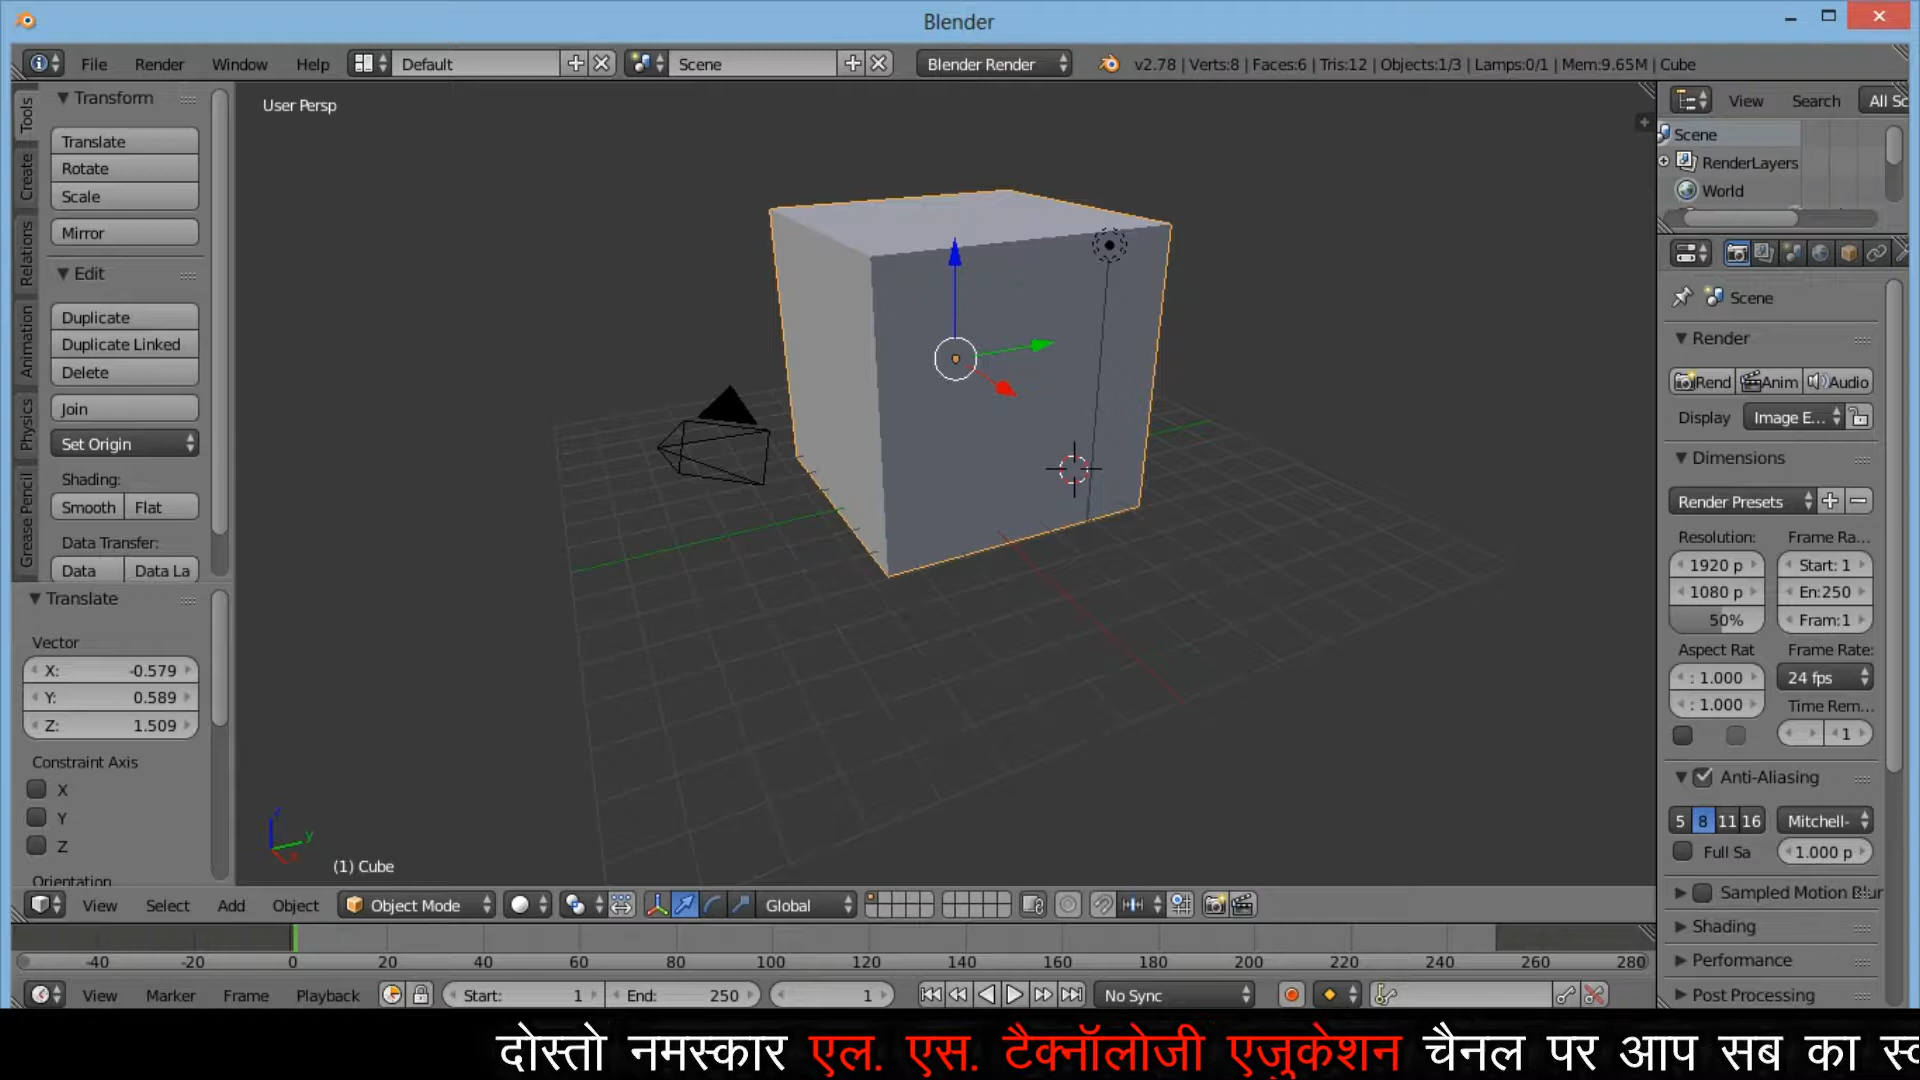 Blender
File Render Window Help Default Scene Blender Render v2.78 | Verts:8 | Faces:6 | Tris:12 | Objects:1/3 | Lamps:0/1 | Mem:9.65M | Cube
Tools
Create
Relations
Animation
Physics
Grease Pencil
Transform
Translate
Rotate
Scale
Mirror
Edit
Duplicate
Duplicate Linked
Delete
Join
Set Origin
Shading:
Smooth Flat
Data Transfer:
Data Data La
Translate
Vector
X: -0.579
Y: 0.589
Z: 1.509
Constraint Axis
X
Y
Z
Orientation
User Persp
(1) Cube
View Select Add Object Object Mode Global
-40 -20 0 20 40 60 80 100 120 140 160 180 200 220 240 260 280
View Marker Frame Playback Start: 1 End: 250 1 No Sync
View Search All Sc
Scene
RenderLayers
World
Scene
Render
Rend Anim Audio
Display Image E...
Dimensions
Render Presets
Resolution: Frame Ra...
1920 p Start: 1
1080 p En:250
50% Fram:1
Aspect Rat Frame Rate:
: 1.000 24 fps
: 1.000 Time Rem...
1
Anti-Aliasing
5 8 11 16 Mitchell-
Full Sa 1.000 p
Sampled Motion Blur
Shading
Performance
Post Processing
दोस्तो नमस्कार एल. एस. टैक्नॉलोजी एजुकेशन चैनल पर आप सब का